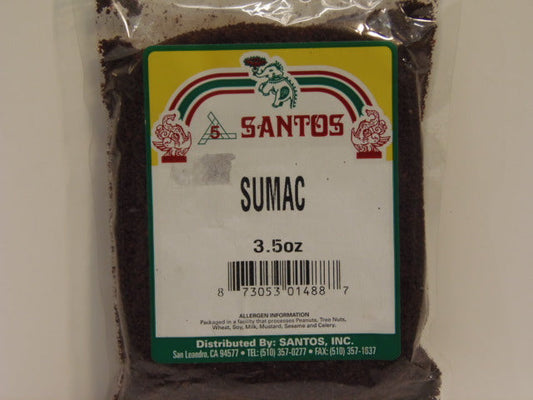 5 SANTOS
SUMAC
3.5oz
8 73053 01488 7
ALLERGEN INFORMATION
Packaged in a facility that processes Peanuts, Tree Nuts,
Wheat, Soy, Milk, Mustard, Sesame and Celery.
Distributed By: SANTOS, INC.
San Leandro, CA 94577 • TEL: (510) 357-0277 • FAX: (510) 357-1637